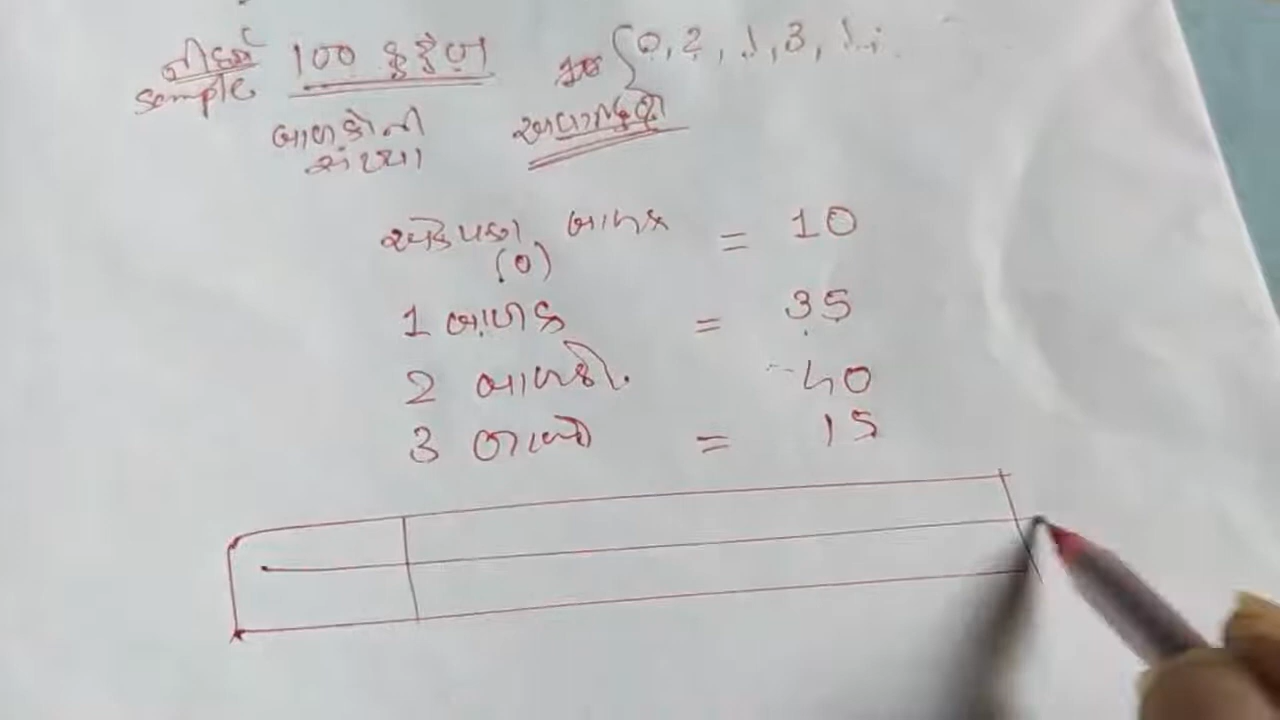 નીદર્શ 100 કુટુંબ
sample
બાળકોની
સંખ્યા
0, 2, 1, 3, 1
એકપણ બાળક = 10
(0)
1 બાળક = 35
2 બાળકો 40
3 બાળકો = 15